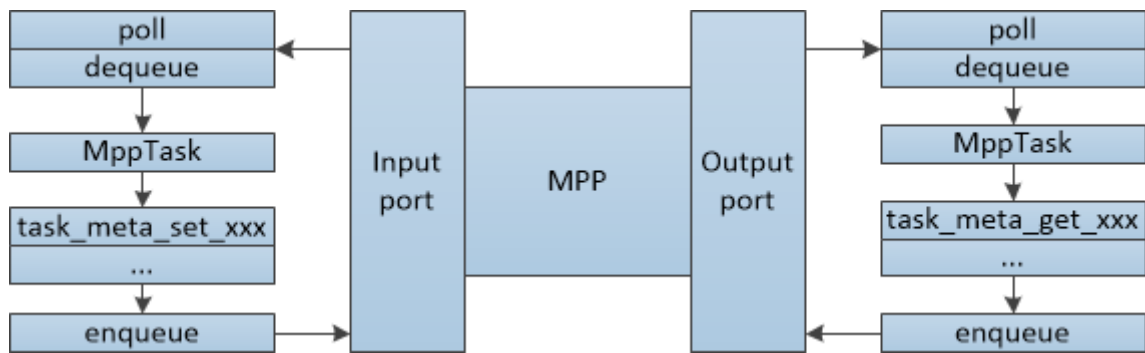 poll
dequeue
MppTask
task_meta_set_xxx
...
enqueue
Input
port
MPP
Output
port
poll
dequeue
MppTask
task_meta_get_xxx
...
enqueue